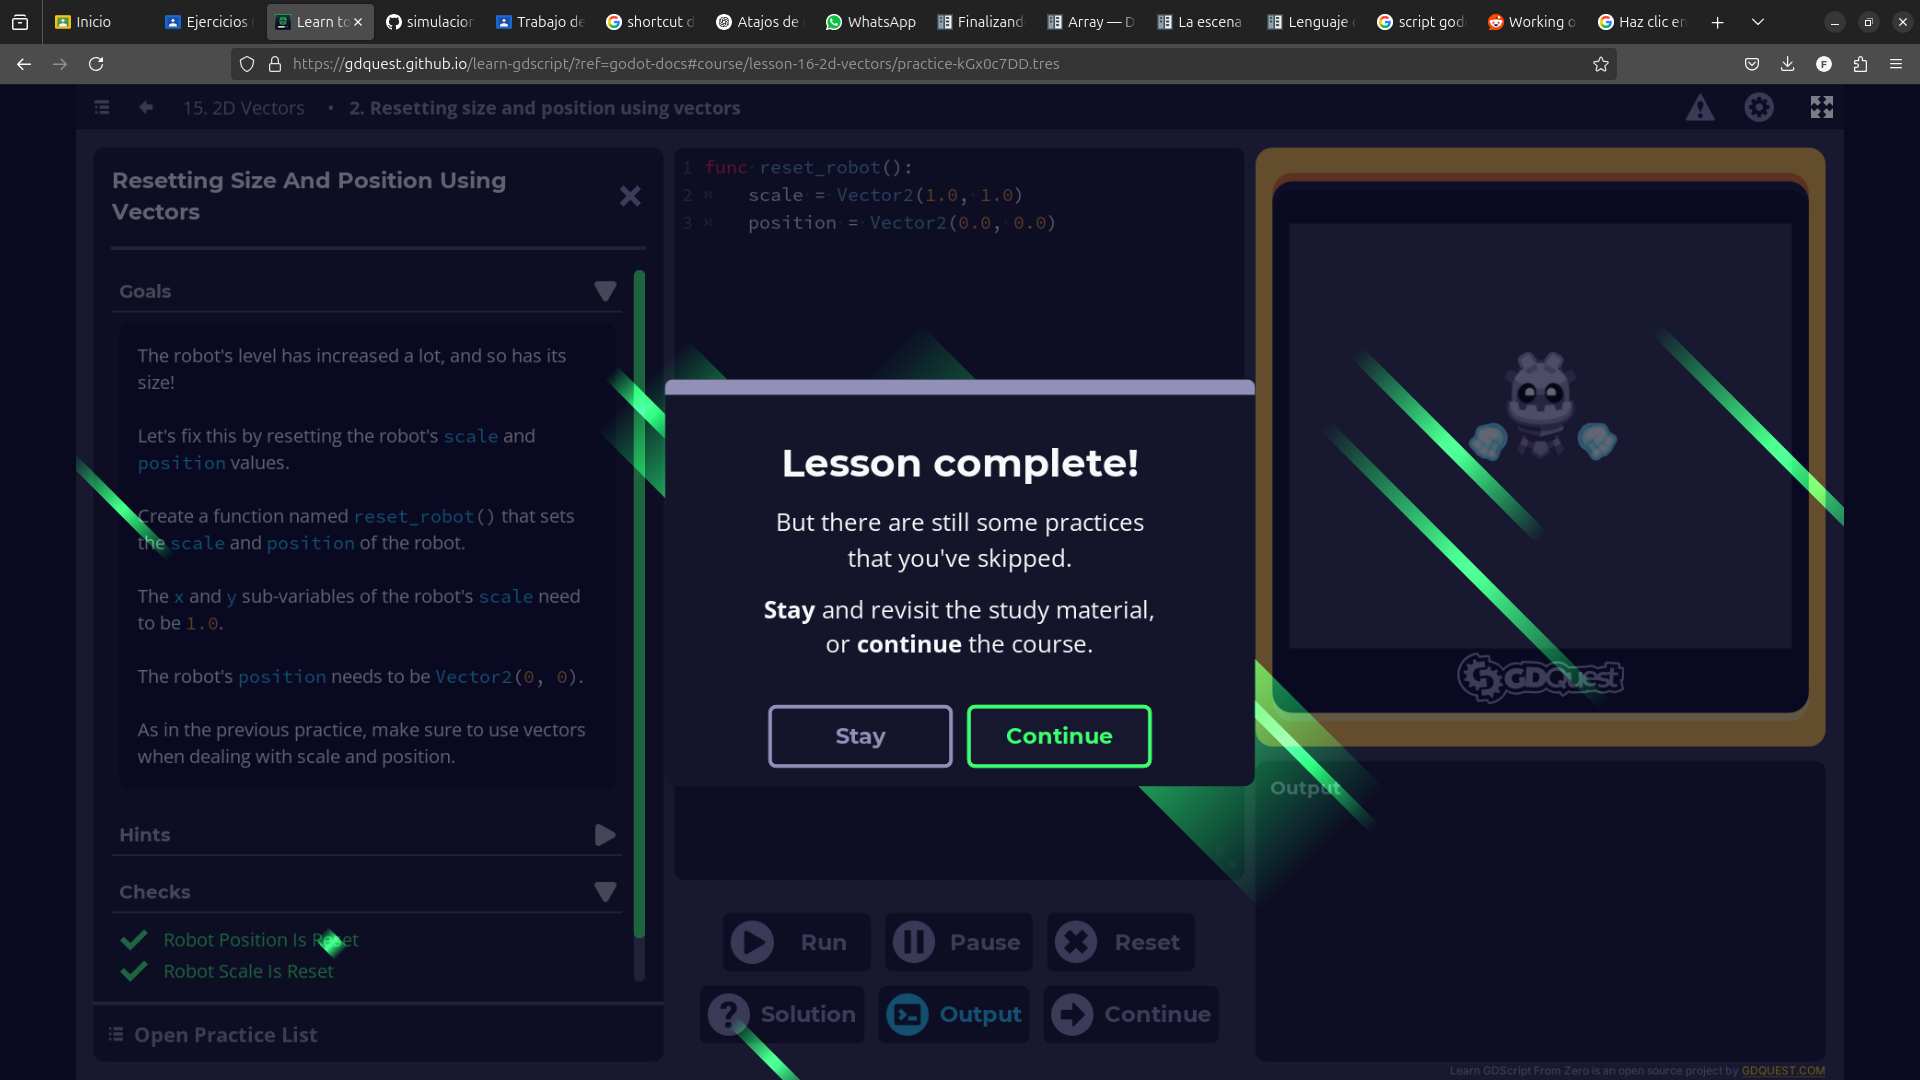 Inicio
Ejercicios
Learn to
simulacion
Trabajo de
shortcut d
Atajos de
WhatsApp
Finalizand
Array — D
La escena
Lenguaje
script god
Working o
Haz clic en
https://gdquest.github.io/learn-gdscript/?ref=godot-docs#course/lesson-16-2d-vectors/practice-kGx0c7DD.tres
15. 2D Vectors • 2. Resetting size and position using vectors
Resetting Size And Position Using
Vectors
Goals
The robot's level has increased a lot, and so has its
size!
Let's fix this by resetting the robot's scale and
position values.
Create a function named reset_robot() that sets
the scale and position of the robot.
The x and y sub-variables of the robot's scale need
to be 1.0.
The robot's position needs to be Vector2(0, 0).
As in the previous practice, make sure to use vectors
when dealing with scale and position.
Hints
Checks
Robot Position Is Reset
Robot Scale Is Reset
Open Practice List
1 func reset_robot():
2 scale = Vector2(1.0, 1.0)
3 position = Vector2(0.0, 0.0)
Lesson complete!
But there are still some practices
that you've skipped.
Stay and revisit the study material,
or continue the course.
Stay
Continue
Run
Pause
Reset
Solution
Output
Continue
GDQuest
Output
Learn GDScript From Zero is an open source project by GDQUEST.COM